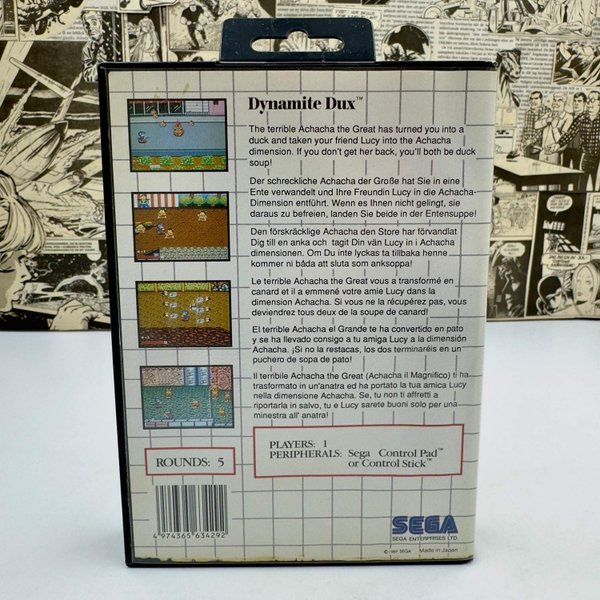 Dynamite Dux™
The terrible Achacha the Great has turned you into a
duck and taken your friend Lucy into the Achacha
dimension. If you don't get her back, you'll both be duck
soup!
Der schreckliche Achacha der Große hat Sie in eine
Ente verwandelt und Ihre Freundin Lucy in die Achacha-
Dimension entführt. Wenn es Ihnen nicht gelingt, sie
daraus zu befreien, landen Sie beide in der Entensuppe!
Den förskräcklige Achacha den Store har förvandlat
Dig till en anka och tagit Din vän Lucy in i Achacha
dimensionen. Om Du inte lyckas ta tillbaka henne
kommer ni båda att sluta som anksoppa!
Le terrible Achacha the Great vous a transformé en
canard et il a emmené votre amie Lucy dans la
dimension Achacha. Si vous ne la récupérez pas, vous
deviendrez tous deux de la soupe de canard!
El terrible Achacha el Grande te ha convertido en pato
y se ha llevado consigo a tu amiga Lucy a la dimensión
Achacha. ¡Si no la restacas, los dos terminaréis en un
puchero de sopa de pato!
Il terribile Achacha the Great (Achacha il Magnifico) ti ha
trasformato in un'anatra ed ha portato la tua amica Lucy
nella dimensione Achacha. Se, tu non ti affretti a
riportarla in salvo, tu e Lucy sarete buoni solo per una
minestra all' anatra!
ROUNDS: 5
PLAYERS: 1
PERIPHERALS: Sega Control Pad™
or Control Stick™
4 974365 634292
SEGA
SEGA ENTERPRISES LTD.
SEGA Made in Japan